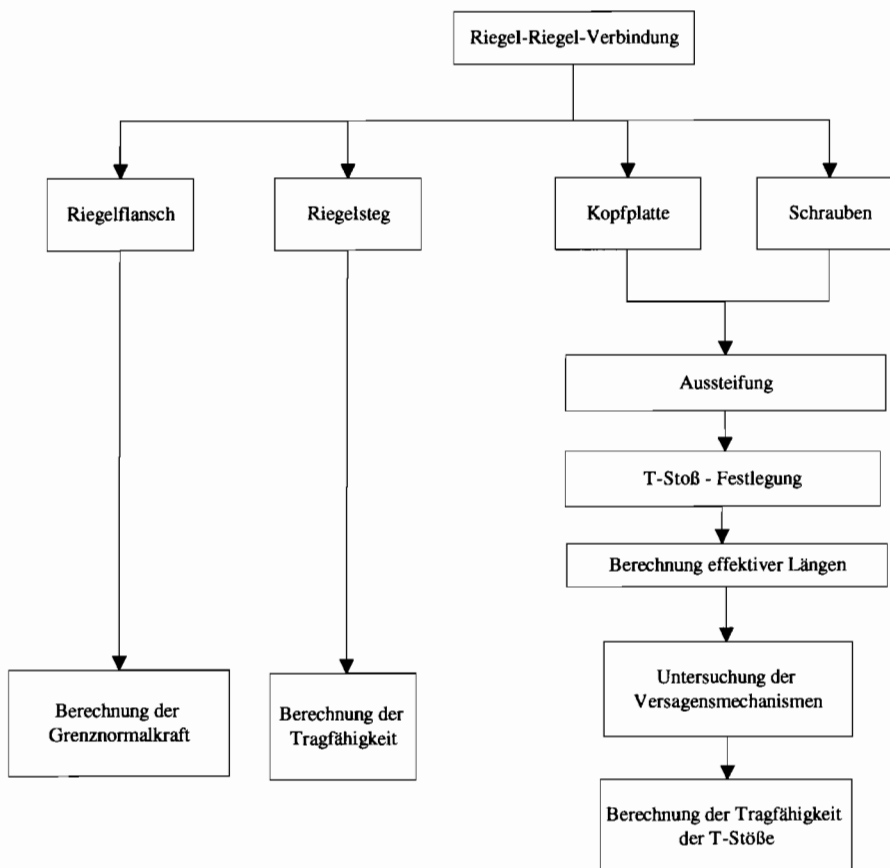 Riegel-Riegel-Verbindung
Riegelflansch
Riegelsteg
Kopfplatte
Schrauben
Aussteifung
T-Stoß - Festlegung
Berechnung effektiver Längen
Untersuchung der
Versagensmechanismen
Berechnung der
Grenznormalkraft
Berechnung der
Tragfähigkeit
Berechnung der Tragfähigkeit
der T-Stöße